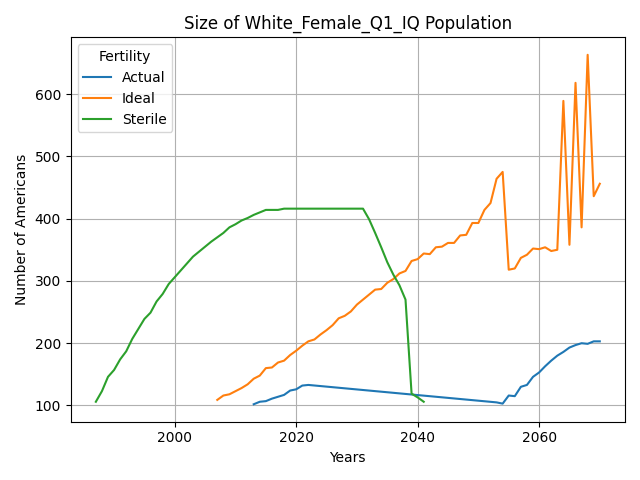 Size of White_Female_Q1_IQ Population
Number of Americans
Fertility
Actual
Ideal
Sterile
600
500
400
300
200
100
2000
2020
2040
2060
Years